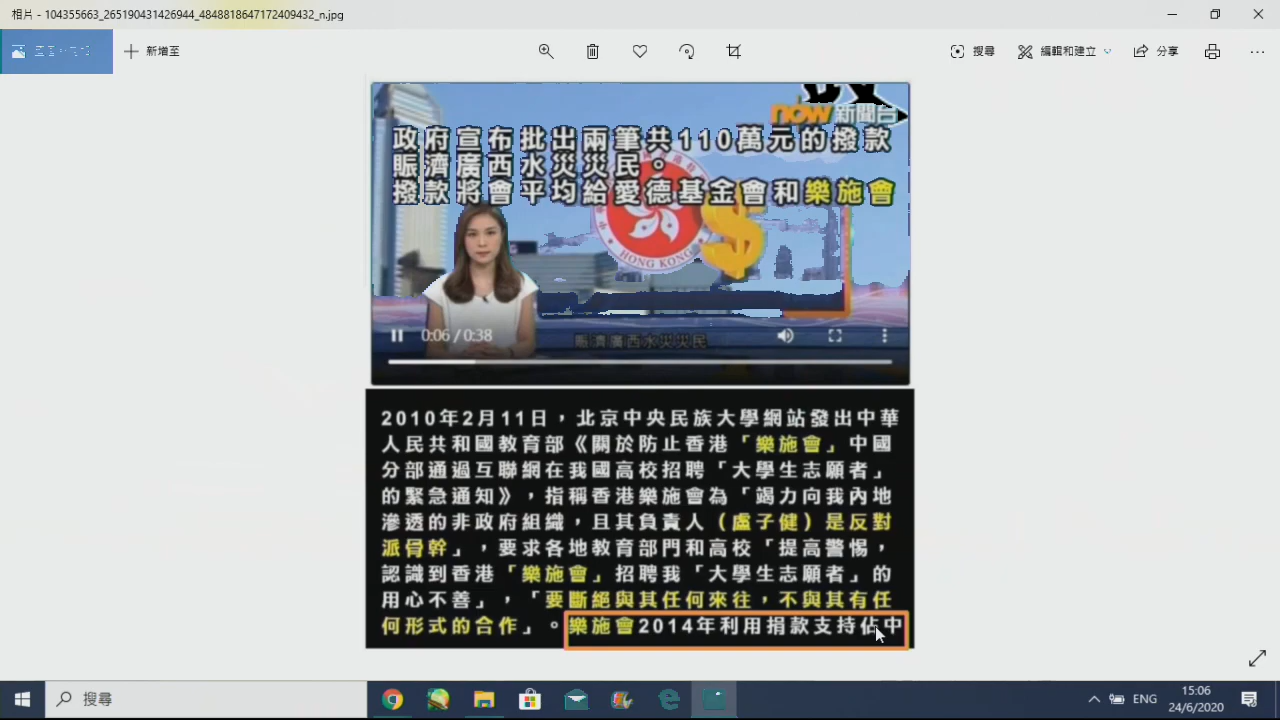 相片 - 104355663_265190431426944_4848818647172409432_n.jpg
新增至
搜尋
編輯和建立
分享
now 新聞台
政府宣布批出兩筆共110萬元的撥款
賑濟廣西水災災民。
撥款將會平均給愛德基金會和樂施會
HONG KONG
$
0:06 / 0:38
賑濟廣西水災災民
2010年2月11日，北京中央民族大學網站發出中華
人民共和國教育部《關於防止香港「樂施會」中國
分部通過互聯網在我國高校招聘「大學生志願者」
的緊急通知》，指稱香港樂施會為「竭力向我內地
滲透的非政府組織，且其負責人（盧子健）是反對
派骨幹」，要求各地教育部門和高校「提高警惕，
認識到香港「樂施會」招聘我「大學生志願者」的
用心不善」，「要斷絕與其任何來往，不與其有任
何形式的合作」。樂施會2014年利用捐款支持佔中
搜尋
ENG
15:06
24/6/2020